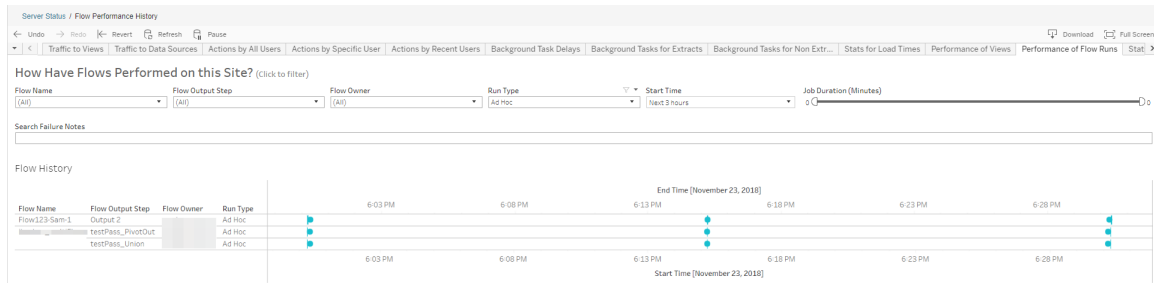 Server Status / Flow Performance History
Undo Redo Revert Refresh Pause Download Full Screen
Traffic to Views Traffic to Data Sources Actions by All Users Actions by Specific User Actions by Recent Users Background Task Delays Background Tasks for Extracts Background Tasks for Non Extr... Stats for Load Times Performance of Views Performance of Flow Runs Stat
How Have Flows Performed on this Site? (Click to filter)
Flow Name Flow Output Step Flow Owner Run Type Start Time Job Duration (Minutes)
(All) (All) (All) Ad Hoc Next 3 hours 0 0
Search Failure Notes
Flow History
End Time [November 23, 2018]
Flow Name Flow Output Step Flow Owner Run Type 6:03 PM 6:08 PM 6:13 PM 6:18 PM 6:23 PM 6:28 PM
Flow123-Sam-1 Output 2 Ad Hoc
testPass_PivotOut Ad Hoc
testPass_Union Ad Hoc
6:03 PM 6:08 PM 6:13 PM 6:18 PM 6:23 PM 6:28 PM
Start Time [November 23, 2018]